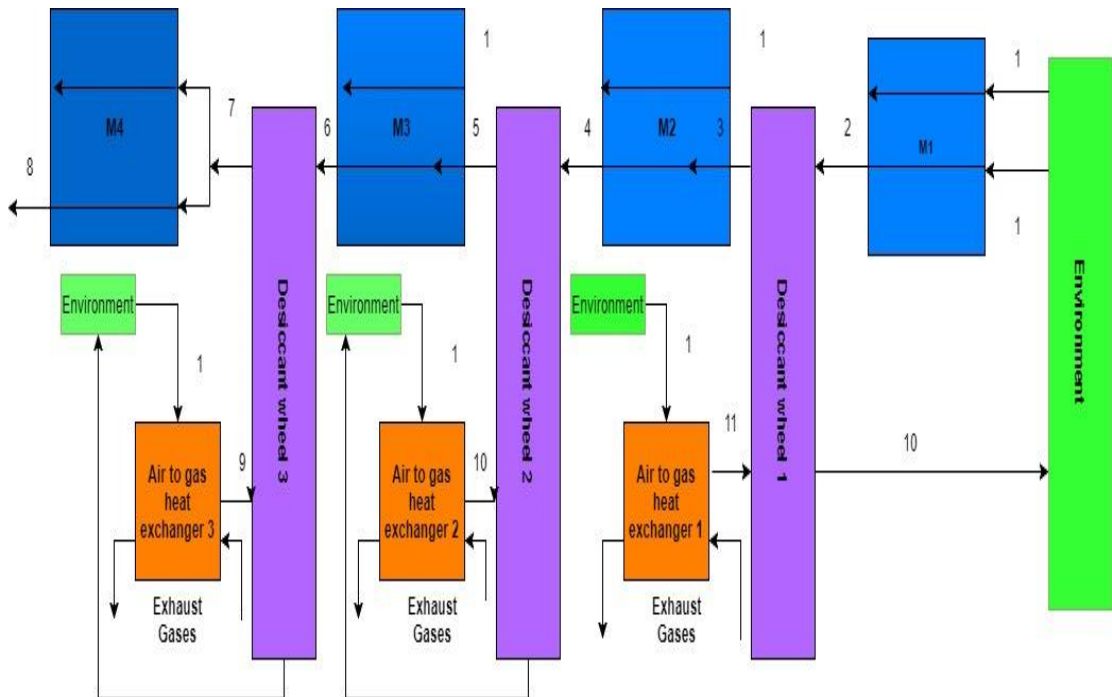 1
1
1
7
6
M3
5
4
M2
3
2
M1
M4
8
1
Environment
Environment
Environment
Environment
1
1
1
Desiccant wheel 3
Desiccant wheel 2
Desiccant wheel 1
9
10
11
10
Air to gas
heat
exchanger 3
Air to gas
heat
exchanger 2
Air to gas
heat
exchanger 1
Exhaust
Gases
Exhaust
Gases
Exhaust
Gases